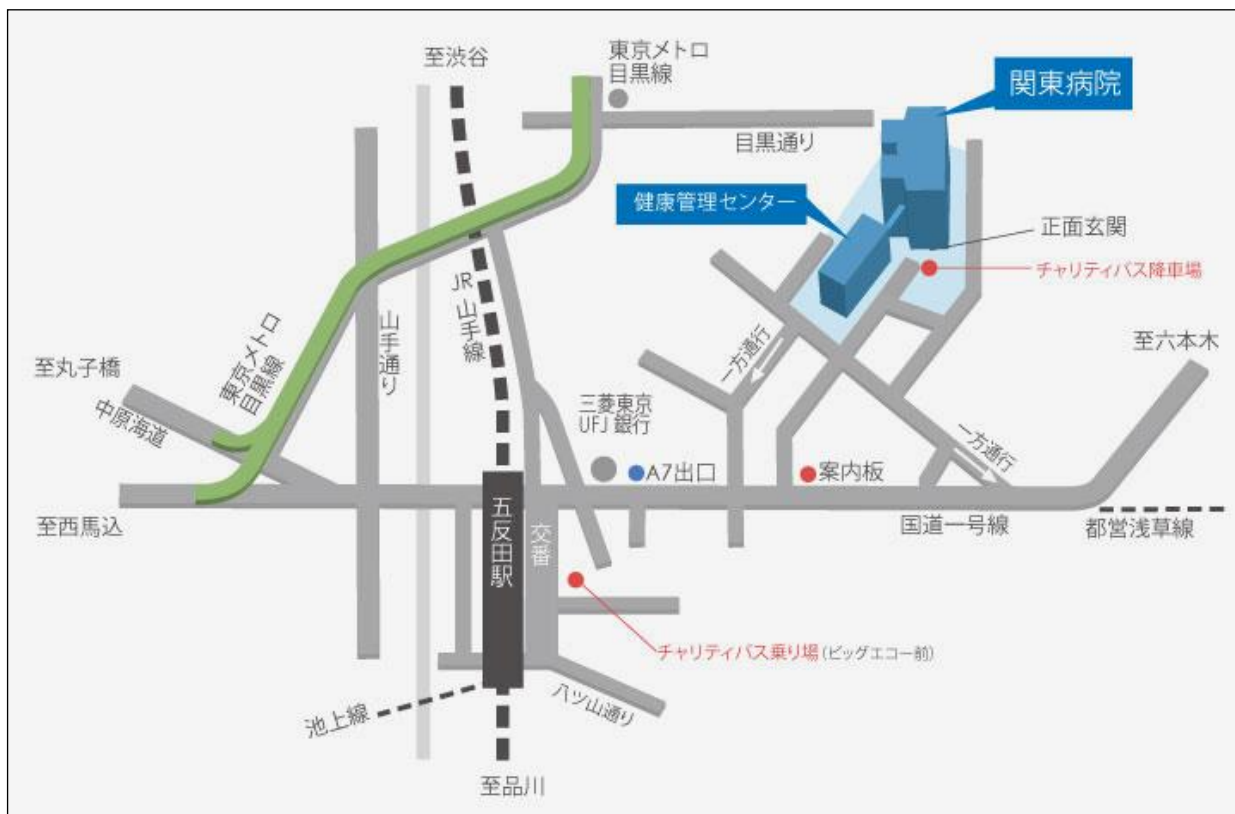 至渋谷
東京メトロ
目黒線
関東病院
目黒通り
健康管理センター
正面玄関
チャリティバス降車場
JR 山手線
山手通り
一方通行
至六本木
至丸子橋
中原海道
東京メトロ
目黒線
三菱東京
UFJ 銀行
A7出口
案内板
一方通行
至西馬込
五反田駅
交番
国道一号線
都営浅草線
チャリティバス乗り場(ビッグエコー前)
八ツ山通り
池上線
至品川